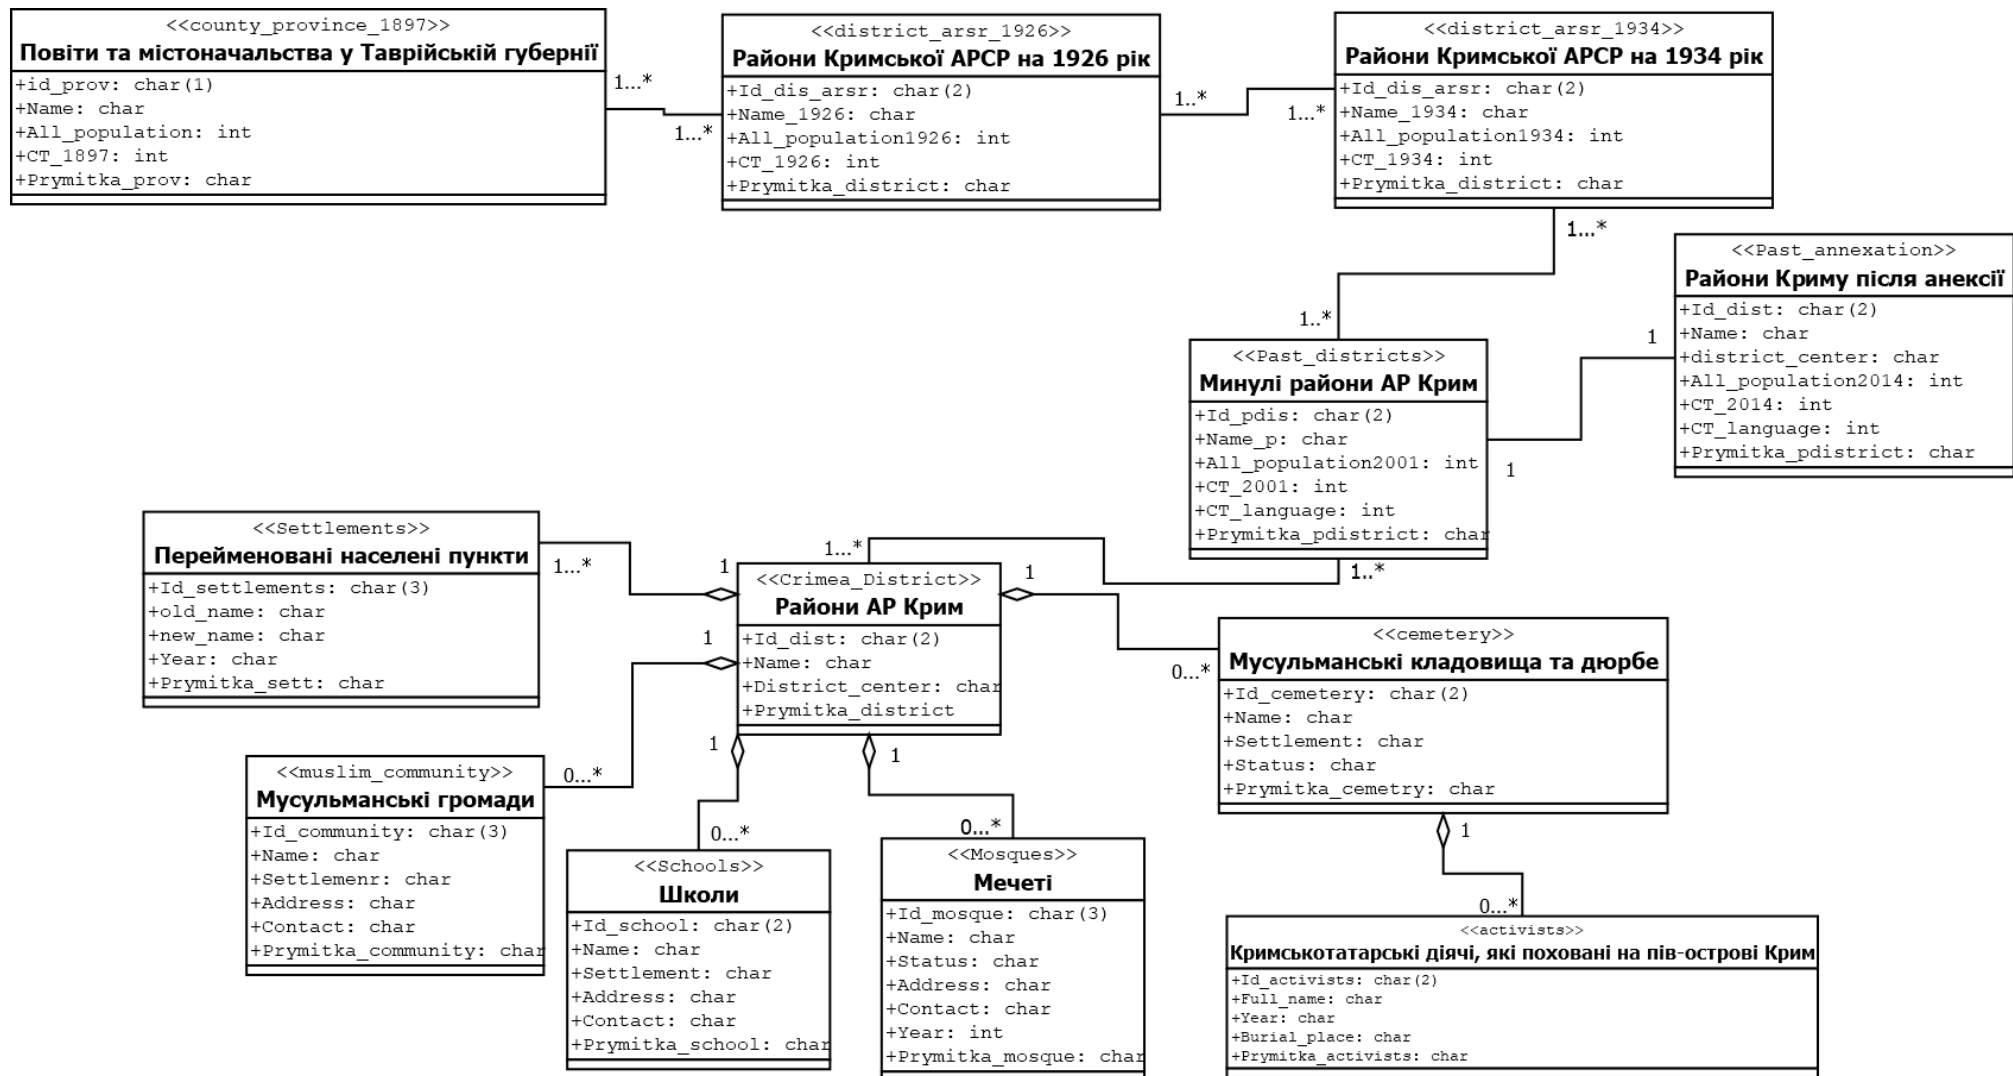 <<county_province_1897>>
Повіти та містоначальства у Таврійській губернії
+id_prov: char(1)
+Name: char
+All_population: int
+CT_1897: int
+Prymitka_prov: char
1...*
1...*
<<district_arsr_1926>>
Райони Кримської АРСР на 1926 рік
+Id_dis_arsr: char(2)
+Name_1926: char
+All_population1926: int
+CT_1926: int
+Prymitka_district: char
1..*
1...*
<<district_arsr_1934>>
Райони Кримської АРСР на 1934 рік
+Id_dis_arsr: char(2)
+Name_1934: char
+All_population1934: int
+CT_1934: int
+Prymitka_district: char
1...*
1..*
<<Past_annexation>>
Райони Криму після анексії
+Id_dist: char(2)
+Name: char
+district_center: char
+All_population2014: int
+CT_2014: int
+CT_language: int
+Prymitka_pdistrict: char
1
1
<<Past_districts>>
Минулі райони АР Крим
+Id_pdis: char(2)
+Name_p: char
+All_population2001: int
+CT_2001: int
+CT_language: int
+Prymitka_pdistrict: char
1..*
1...*
<<Settlements>>
Перейменовані населені пункти
+Id_settlements: char(3)
+old_name: char
+new_name: char
+Year: char
+Prymitka_sett: char
1...*
1
<<Crimea_District>>
Райони АР Крим
+Id_dist: char(2)
+Name: char
+District_center: char
+Prymitka_district
1
1
1
1
0...*
<<cemetery>>
Мусульманські кладовища та дюрбе
+Id_cemetery: char(2)
+Name: char
+Settlement: char
+Status: char
+Prymitka_cemetry: char
1
0...*
<<muslim_community>>
Мусульманські громади
+Id_community: char(3)
+Name: char
+Settlemenr: char
+Address: char
+Contact: char
+Prymitka_community: char
0...*
0...*
<<Schools>>
Школи
+Id_school: char(2)
+Name: char
+Settlement: char
+Address: char
+Contact: char
+Prymitka_school: char
0...*
<<Mosques>>
Мечеті
+Id_mosque: char(3)
+Name: char
+Status: char
+Address: char
+Contact: char
+Year: int
+Prymitka_mosque: char
<<activists>>
Кримськотатарські діячі, які поховані на пів-острові Крим
+Id_activists: char(2)
+Full_name: char
+Year: char
+Burial_place: char
+Prymitka_activists: char